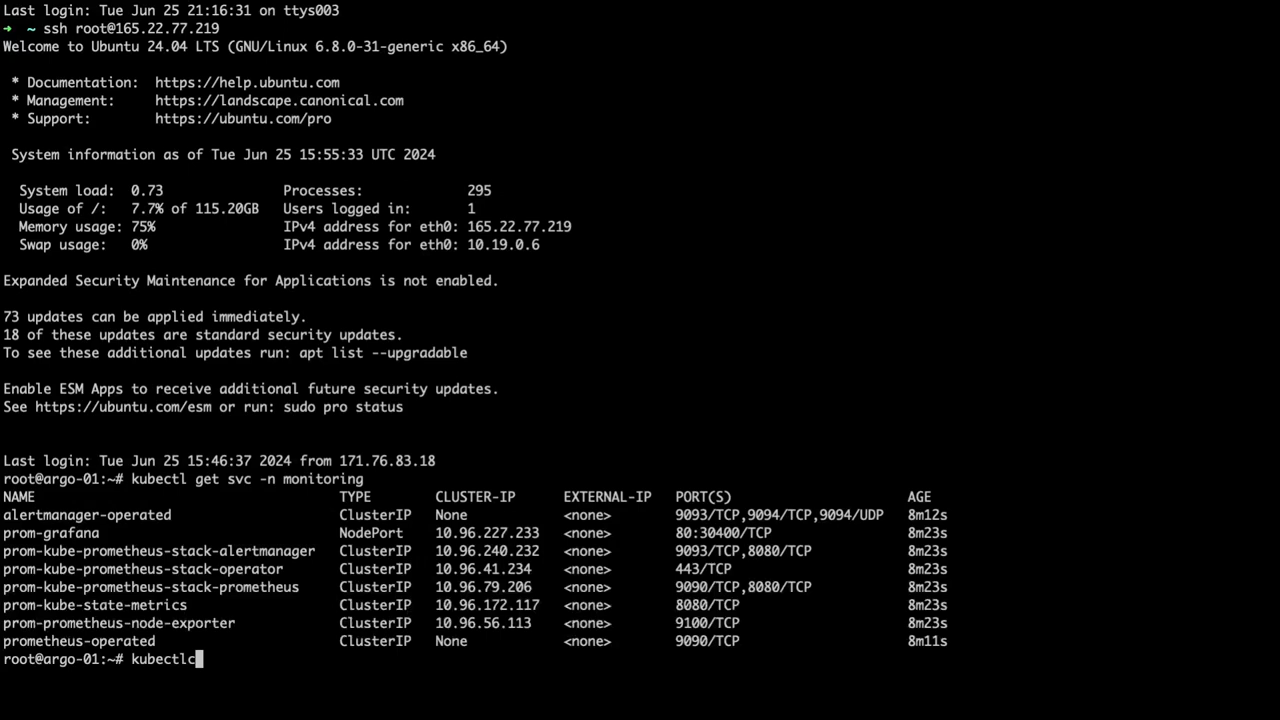 Last login: Tue Jun 25 21:16:31 on ttys003
➜ ~ ssh root@165.22.77.219
Welcome to Ubuntu 24.04 LTS (GNU/Linux 6.8.0-31-generic x86_64)
* Documentation: https://help.ubuntu.com
* Management: https://landscape.canonical.com
* Support: https://ubuntu.com/pro
System information as of Tue Jun 25 15:55:33 UTC 2024
System load: 0.73 Processes: 295
Usage of /: 7.7% of 115.20GB Users logged in: 1
Memory usage: 75% IPv4 address for eth0: 165.22.77.219
Swap usage: 0% IPv4 address for eth0: 10.19.0.6
Expanded Security Maintenance for Applications is not enabled.
73 updates can be applied immediately.
18 of these updates are standard security updates.
To see these additional updates run: apt list --upgradable
Enable ESM Apps to receive additional future security updates.
See https://ubuntu.com/esm or run: sudo pro status
Last login: Tue Jun 25 15:46:37 2024 from 171.76.83.18
root@argo-01:~# kubectl get svc -n monitoring
NAME TYPE CLUSTER-IP EXTERNAL-IP PORT(S) AGE
alertmanager-operated ClusterIP None <none> 9093/TCP,9094/TCP,9094/UDP 8m12s
prom-grafana NodePort 10.96.227.233 <none> 80:30400/TCP 8m23s
prom-kube-prometheus-stack-alertmanager ClusterIP 10.96.240.232 <none> 9093/TCP,8080/TCP 8m23s
prom-kube-prometheus-stack-operator ClusterIP 10.96.41.234 <none> 443/TCP 8m23s
prom-kube-prometheus-stack-prometheus ClusterIP 10.96.79.206 <none> 9090/TCP,8080/TCP 8m23s
prom-kube-state-metrics ClusterIP 10.96.172.117 <none> 8080/TCP 8m23s
prom-prometheus-node-exporter ClusterIP 10.96.56.113 <none> 9100/TCP 8m23s
prometheus-operated ClusterIP None <none> 9090/TCP 8m11s
root@argo-01:~# kubectlc